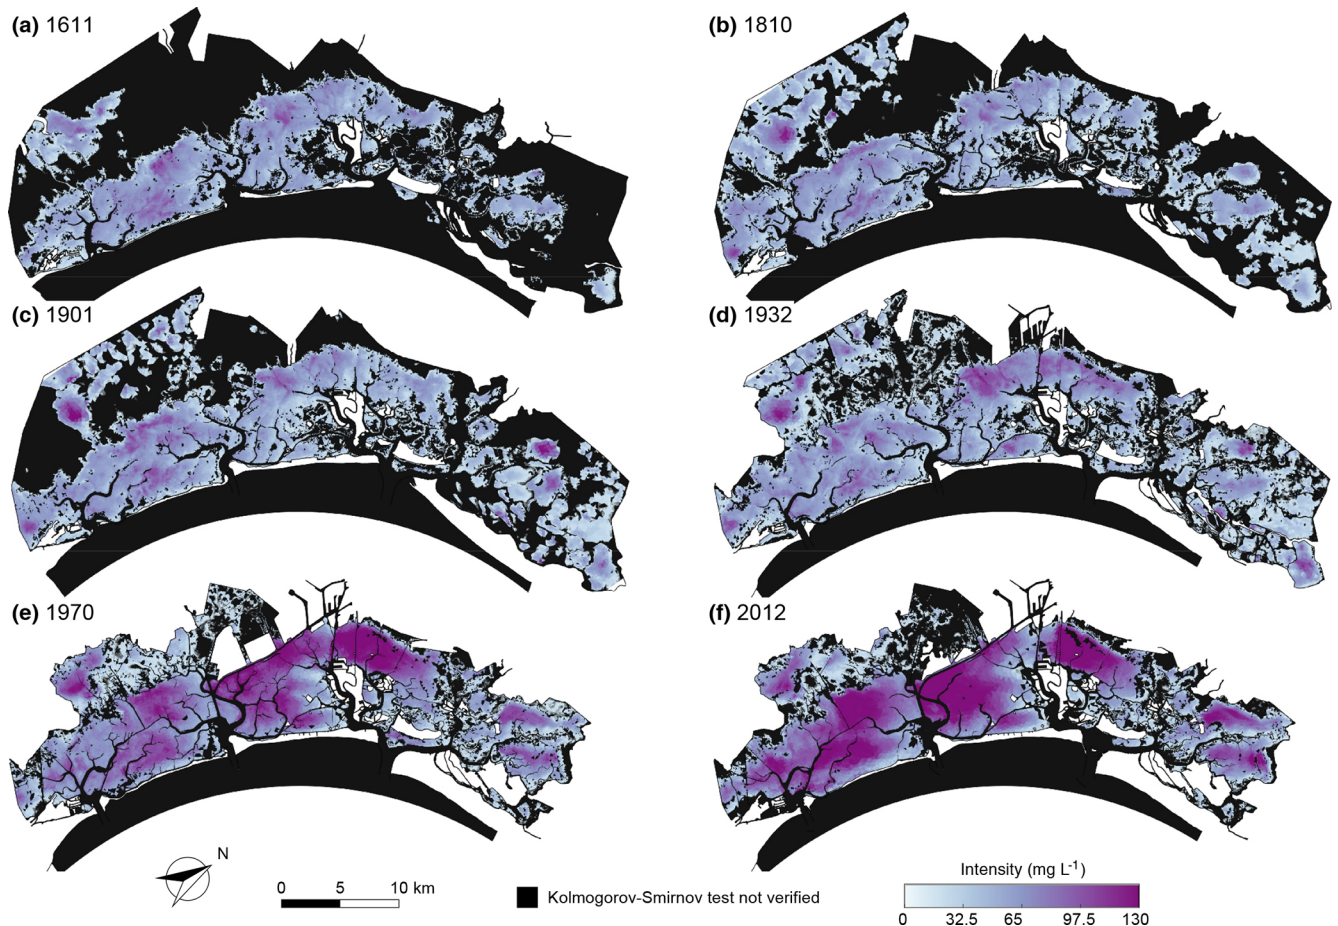 (a) 1611
(b) 1810
(c) 1901
(d) 1932
(e) 1970
(f) 2012
N
0 5 10 km
Kolmogorov-Smirnov test not verified
Intensity (mg L-1)
0 32.5 65 97.5 130